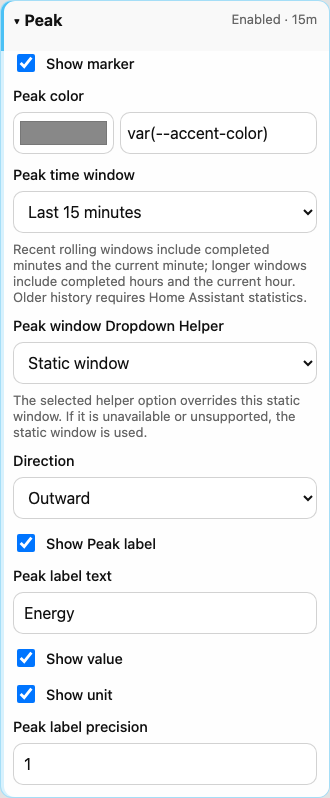 ▾ Peak
Enabled · 15m
Show marker
Peak color
var(--accent-color)
Peak time window
Last 15 minutes
Recent rolling windows include completed
minutes and the current minute; longer windows
include completed hours and the current hour.
Older history requires Home Assistant statistics.
Peak window Dropdown Helper
Static window
The selected helper option overrides this static
window. If it is unavailable or unsupported, the
static window is used.
Direction
Outward
Show Peak label
Peak label text
Energy
Show value
Show unit
Peak label precision
1